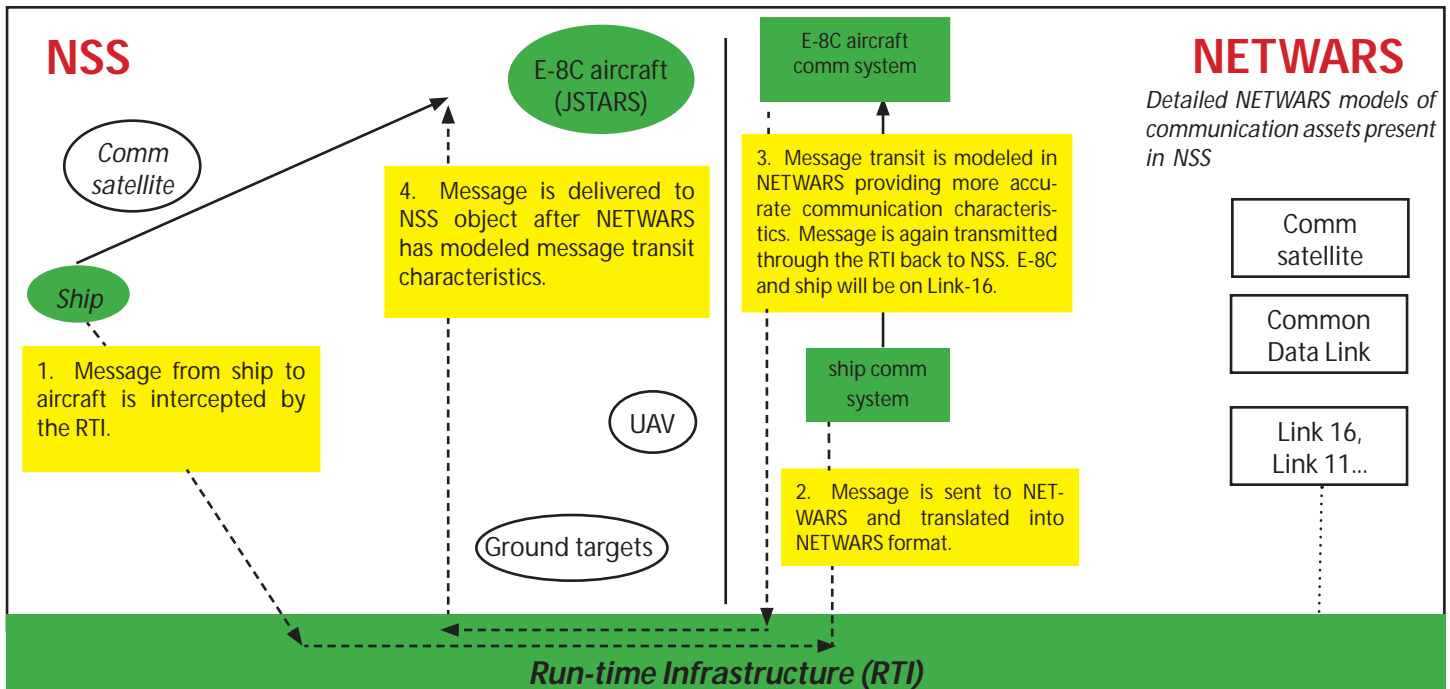 NSS
E-8C aircraft
(JSTARS)
Comm
satellite
Ship
1. Message from ship to
aircraft is intercepted by
the RTI.
4. Message is delivered to
NSS object after NETWARS
has modeled message transit
characteristics.
UAV
Ground targets
E-8C aircraft
comm system
3. Message transit is modeled in
NETWARS providing more accu-
rate communication characteris-
tics. Message is again transmitted
through the RTI back to NSS. E-8C
and ship will be on Link-16.
ship comm
system
2. Message is sent to NET-
WARS and translated into
NETWARS format.
NETWARS
Detailed NETWARS models of
communication assets present
in NSS
Comm
satellite
Common
Data Link
Link 16,
Link 11...
Run-time Infrastructure (RTI)